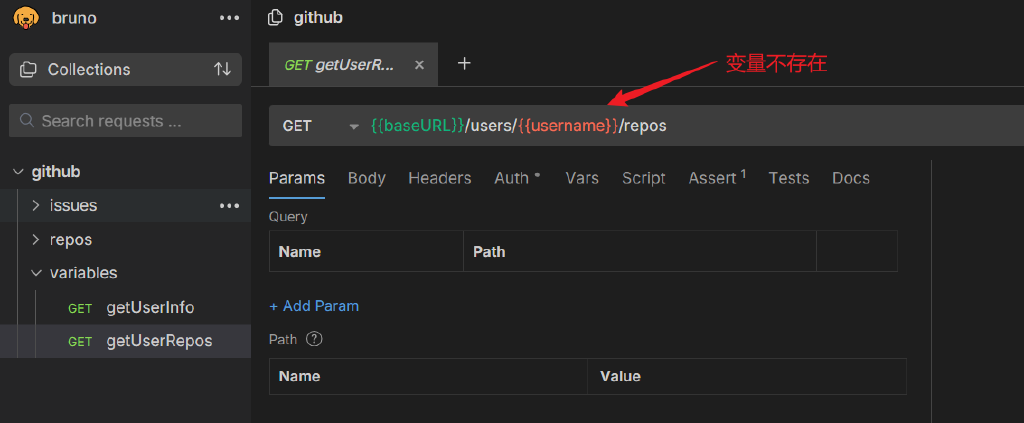 bruno
Collections
Search requests ...
github
issues
repos
variables
GET getUserInfo
GET getUserRepos
github
GET getUserR...
变量不存在
GET {{baseURL}}/users/{{username}}/repos
Params Body Headers Auth Vars Script Assert 1 Tests Docs
Query
Name Path
+ Add Param
Path ?
Name Value